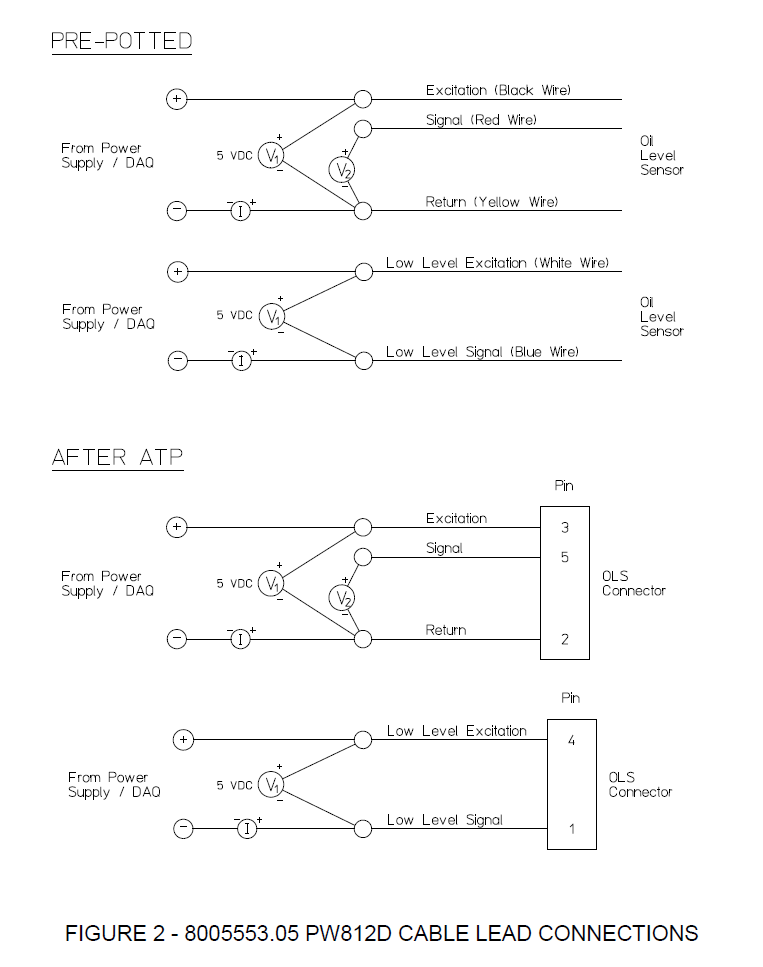 PRE-POTTED
Excitation (Black Wire)
+
Signal (Red Wire)
From Power
Supply / DAQ
5 VDC
+
V1
-
+
V2
-
Oil
Level
Sensor
Return (Yellow Wire)
-
- I +
Low Level Excitation (White Wire)
+
From Power
Supply / DAQ
5 VDC
+
V1
-
Oil
Level
Sensor
Low Level Signal (Blue Wire)
-
- I +
AFTER ATP
Pin
Excitation
+
3
Signal
5
From Power
Supply / DAQ
5 VDC
+
V1
-
+
V2
-
OLS
Connector
Return
-
- I +
2
Pin
Low Level Excitation
+
4
From Power
Supply / DAQ
5 VDC
+
V1
-
OLS
Connector
Low Level Signal
-
- I +
1
FIGURE 2 - 8005553.05 PW812D CABLE LEAD CONNECTIONS